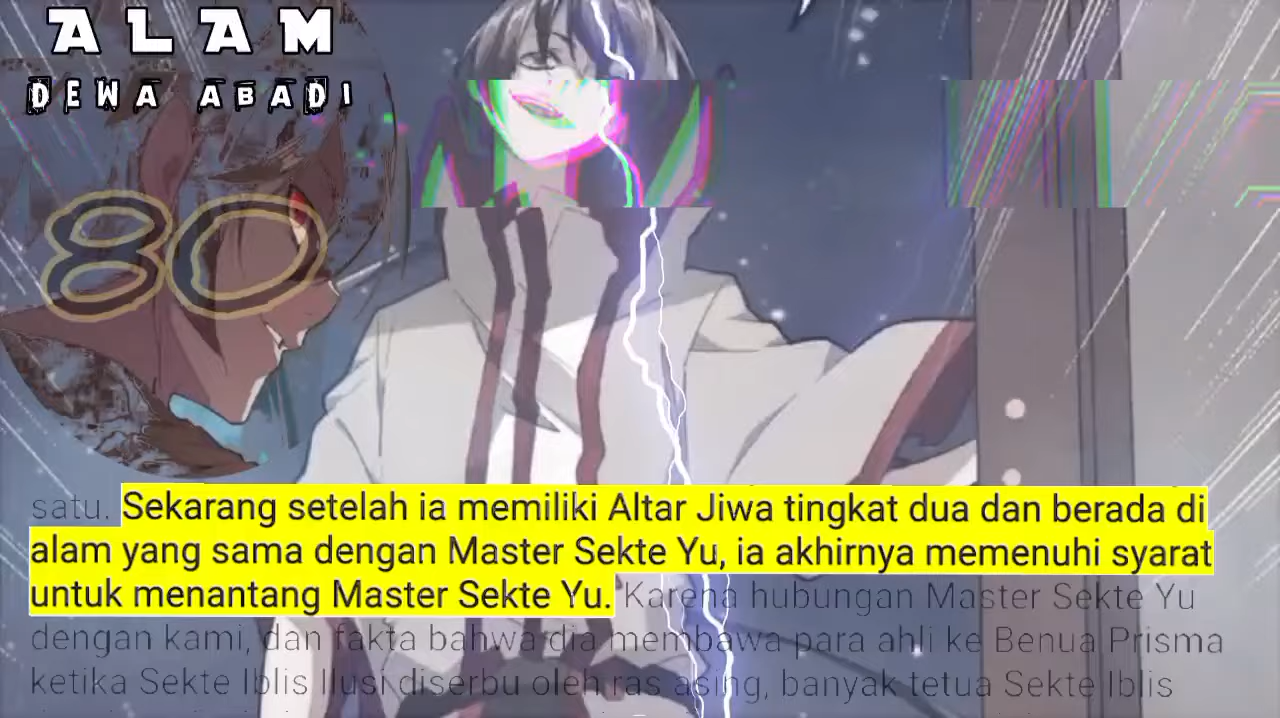 ALAM
DEWA ABADI
80
satu. Sekarang setelah ia memiliki Altar Jiwa tingkat dua dan berada di
alam yang sama dengan Master Sekte Yu, ia akhirnya memenuhi syarat
untuk menantang Master Sekte Yu. Karena hubungan Master Sekte Yu
dengan kami, dan fakta bahwa dia membawa para ahli ke Benua Prisma
ketika Sekte Iblis Ilusi diserbu oleh ras asing, banyak tetua Sekte Iblis